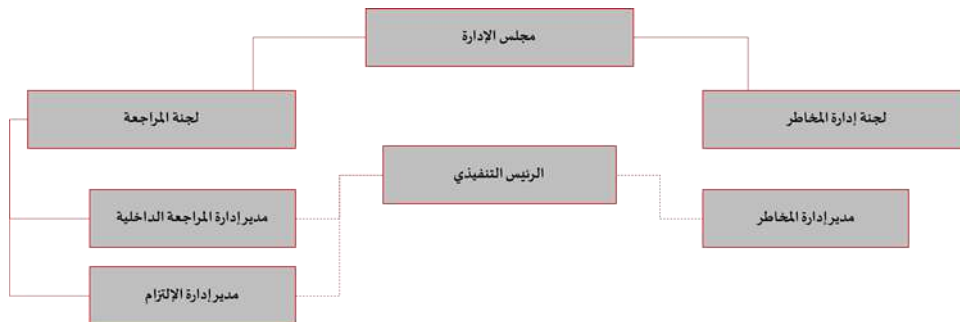 مجلس الإدارة
لجنة إدارة المخاطر
لجنة المراجعة
الرئيس التنفيذي
مدير إدارة المخاطر
مدير إدارة المراجعة الداخلية
مدير إدارة الإلتزام